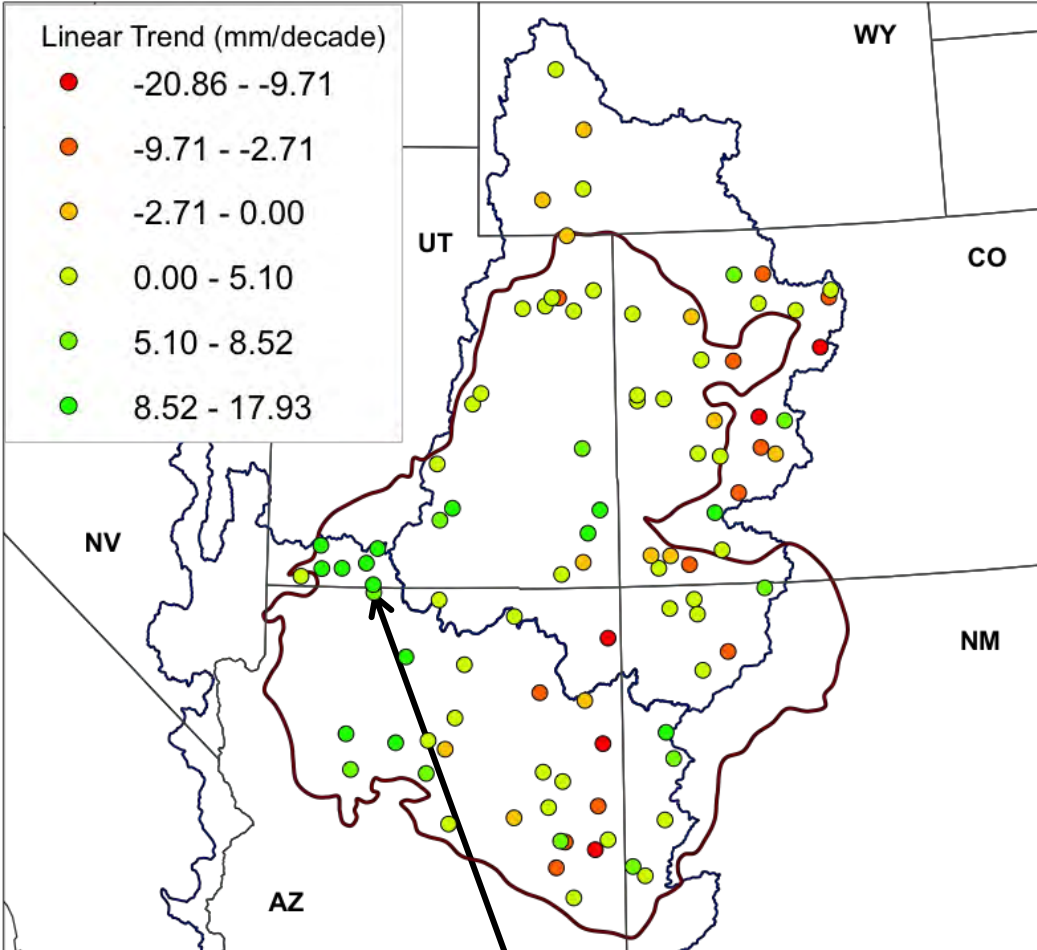 Linear Trend (mm/decade)
-20.86 - -9.71
-9.71 - -2.71
-2.71 - 0.00
0.00 - 5.10
5.10 - 8.52
8.52 - 17.93
WY
UT
CO
NV
NM
AZ